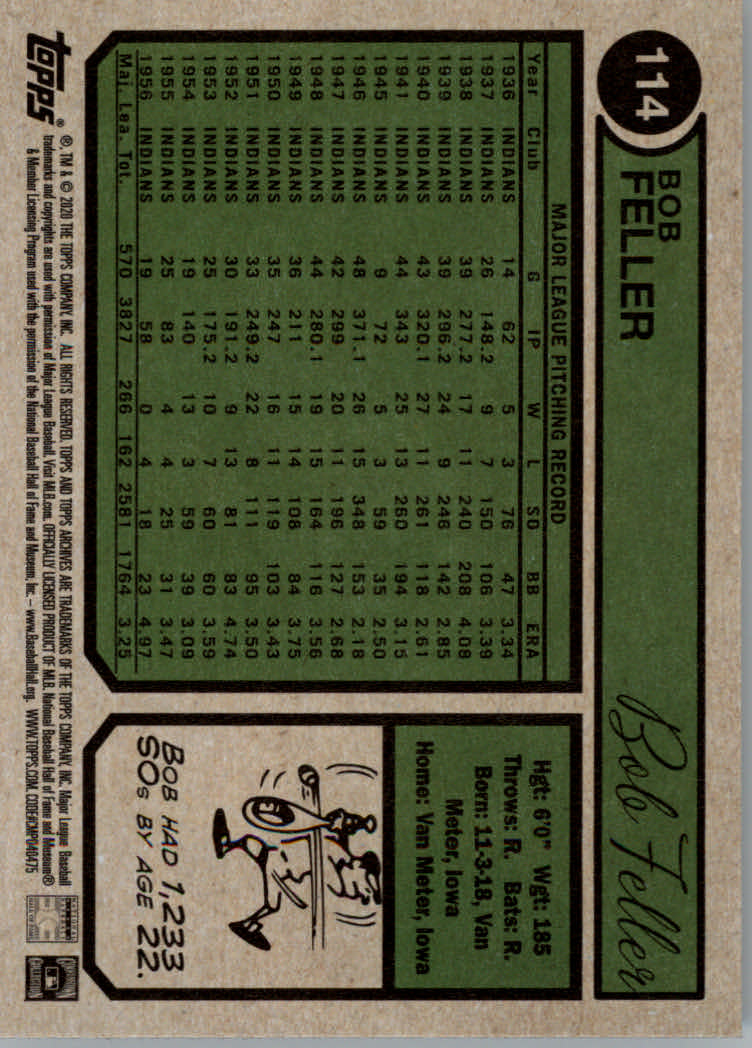 114
BOB
FELLER
Bob Feller
MAJOR LEAGUE PITCHING RECORD
Year Club G IP W L SO BB ERA
1936 INDIANS 14 62 5 3 76 47 3.34
1937 INDIANS 26 148.2 9 7 150 106 3.39
1938 INDIANS 39 277.2 17 11 240 208 4.08
1939 INDIANS 39 296.2 24 9 246 142 2.85
1940 INDIANS 43 320.1 27 11 261 118 2.61
1941 INDIANS 44 343 25 13 260 194 3.15
1945 INDIANS 9 72 5 3 59 35 2.50
1946 INDIANS 48 371.1 26 15 348 153 2.18
1947 INDIANS 42 299 20 11 196 127 2.68
1948 INDIANS 44 280.1 19 15 164 116 3.56
1949 INDIANS 36 211 15 14 108 84 3.75
1950 INDIANS 35 247 16 11 119 103 3.43
1951 INDIANS 33 249.2 22 8 111 95 3.50
1952 INDIANS 30 191.2 9 13 81 83 4.74
1953 INDIANS 25 175.2 10 7 60 60 3.59
1954 INDIANS 19 140 13 3 59 39 3.09
1955 INDIANS 25 83 4 4 25 31 3.47
1956 INDIANS 19 58 0 4 18 23 4.97
Maj. Lea. Tot. 570 3827 266 162 2581 1764 3.25
Hgt: 6'0" Wgt: 185
Throws: R. Bats: R.
Born: 11-3-18, Van
Meter, Iowa
Home: Van Meter, Iowa
BOB HAD 1,233
SOs BY AGE 22.
topps®
®, TM & © 2020 THE TOPPS COMPANY, INC. ALL RIGHTS RESERVED. TOPPS AND TOPPS ARCHIVES ARE TRADEMARKS OF THE TOPPS COMPANY, INC. Major League Baseball
trademarks and copyrights are used with permission of Major League Baseball. Visit MLB.com. OFFICIALLY LICENSED PRODUCT OF MLB. National Baseball Hall of Fame and Museum®
& Member Licensing Program used with the permission of the National Baseball Hall of Fame and Museum, Inc. – www.BaseballHall.org. WWW.TOPPS.COM. CODE#CMP040475
NATIONAL
BASEBALL
HALL OF FAME
COOPERSTOWN
COLLECTION